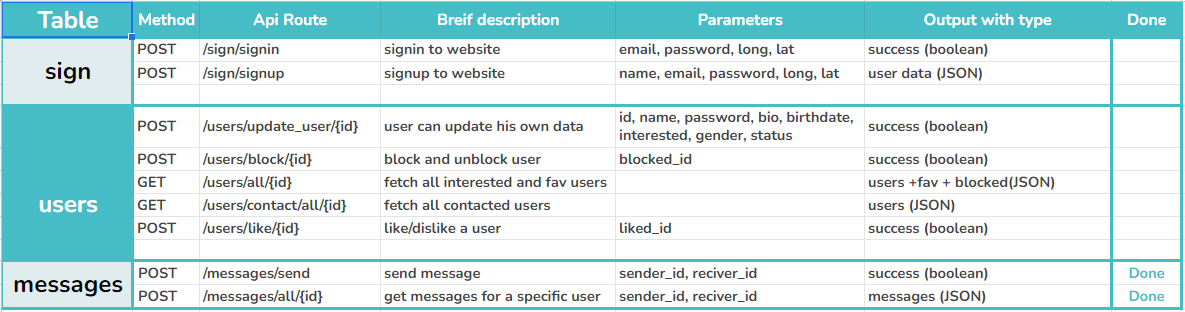 Table Method Api Route Breif description Parameters Output with type Done
sign
POST /sign/signin signin to website email, password, long, lat success (boolean)
POST /sign/signup signup to website name, email, password, long, lat user data (JSON)
users
POST /users/update_user/{id} user can update his own data id, name, password, bio, birthdate,
interested, gender, status success (boolean)
POST /users/block/{id} block and unblock user blocked_id success (boolean)
GET /users/all/{id} fetch all interested and fav users users +fav + blocked(JSON)
GET /users/contact/all/{id} fetch all contacted users users (JSON)
POST /users/like/{id} like/dislike a user liked_id success (boolean)
messages
POST /messages/send send message sender_id, reciver_id success (boolean) Done
POST /messages/all/{id} get messages for a specific user sender_id, reciver_id messages (JSON) Done